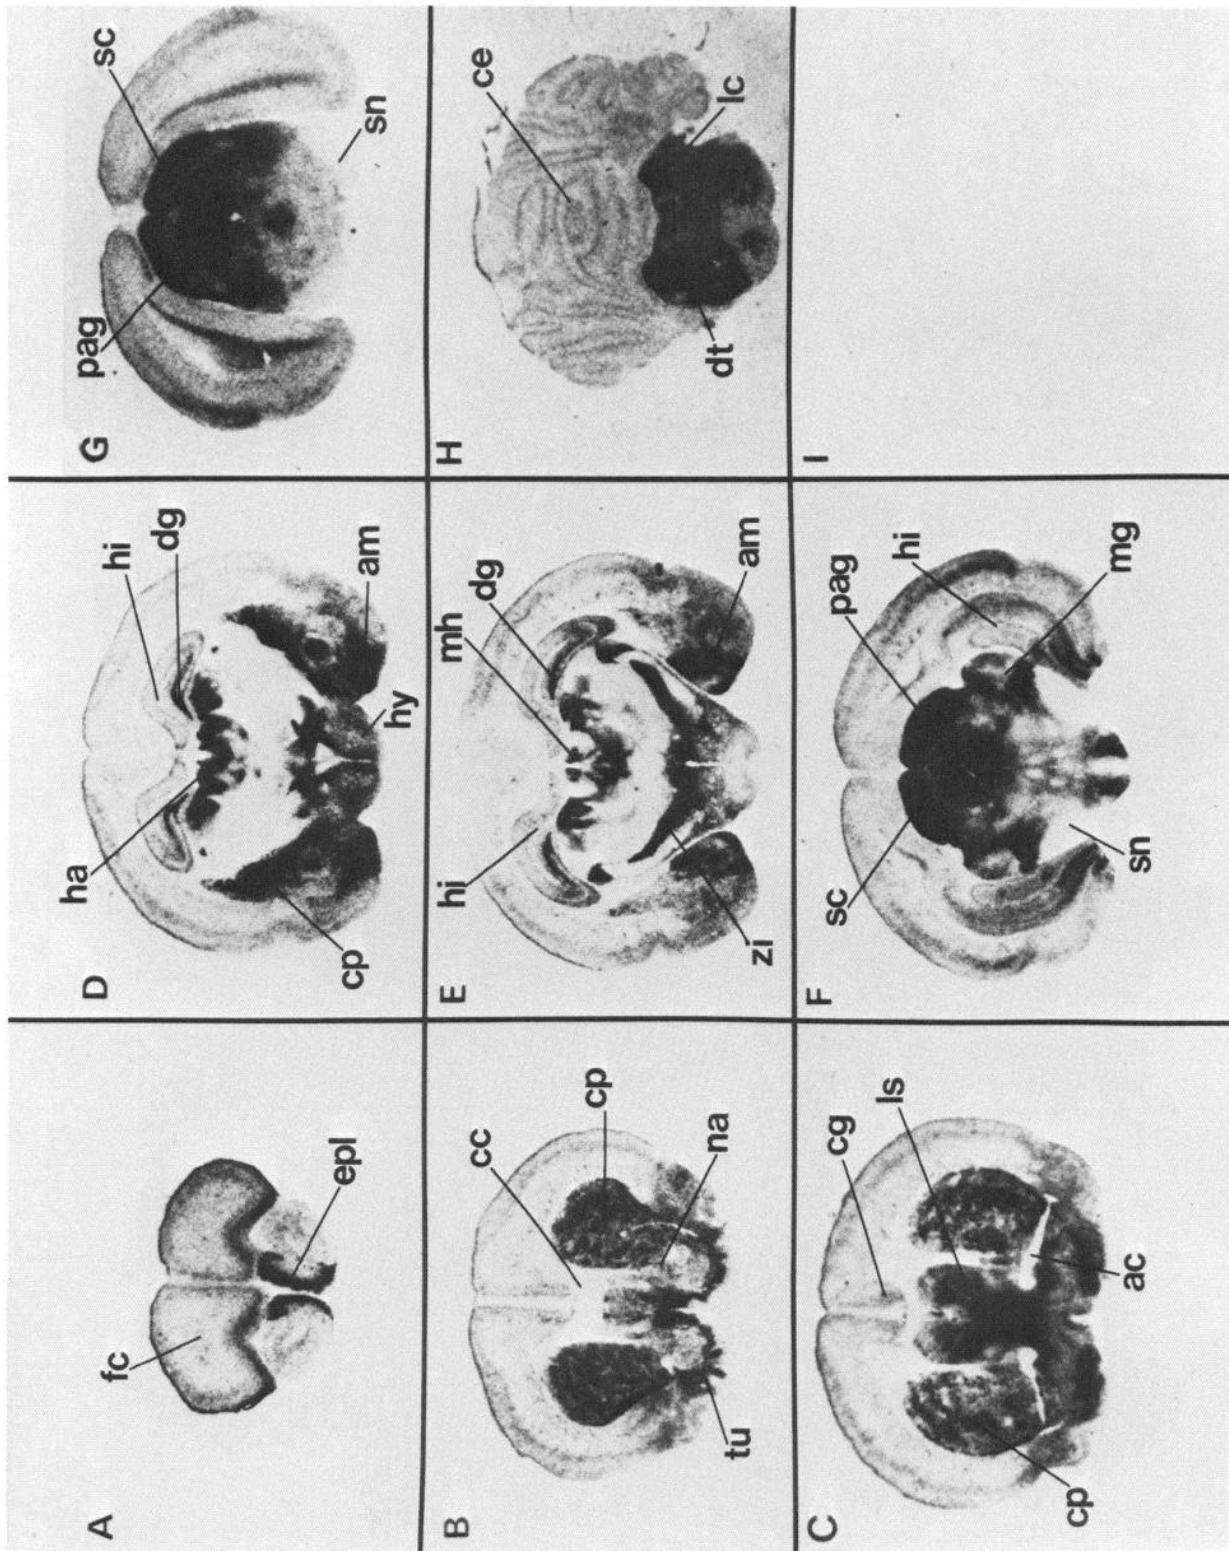 A
fc
epl
B
cc
cp
na
tu
C
cg
ls
ac
cp
D
ha
hi
dg
cp
hy
am
E
mh
dg
hi
am
zi
F
pag
sc
hi
mg
sn
G
sc
pag
sn
H
ce
lc
dt
I